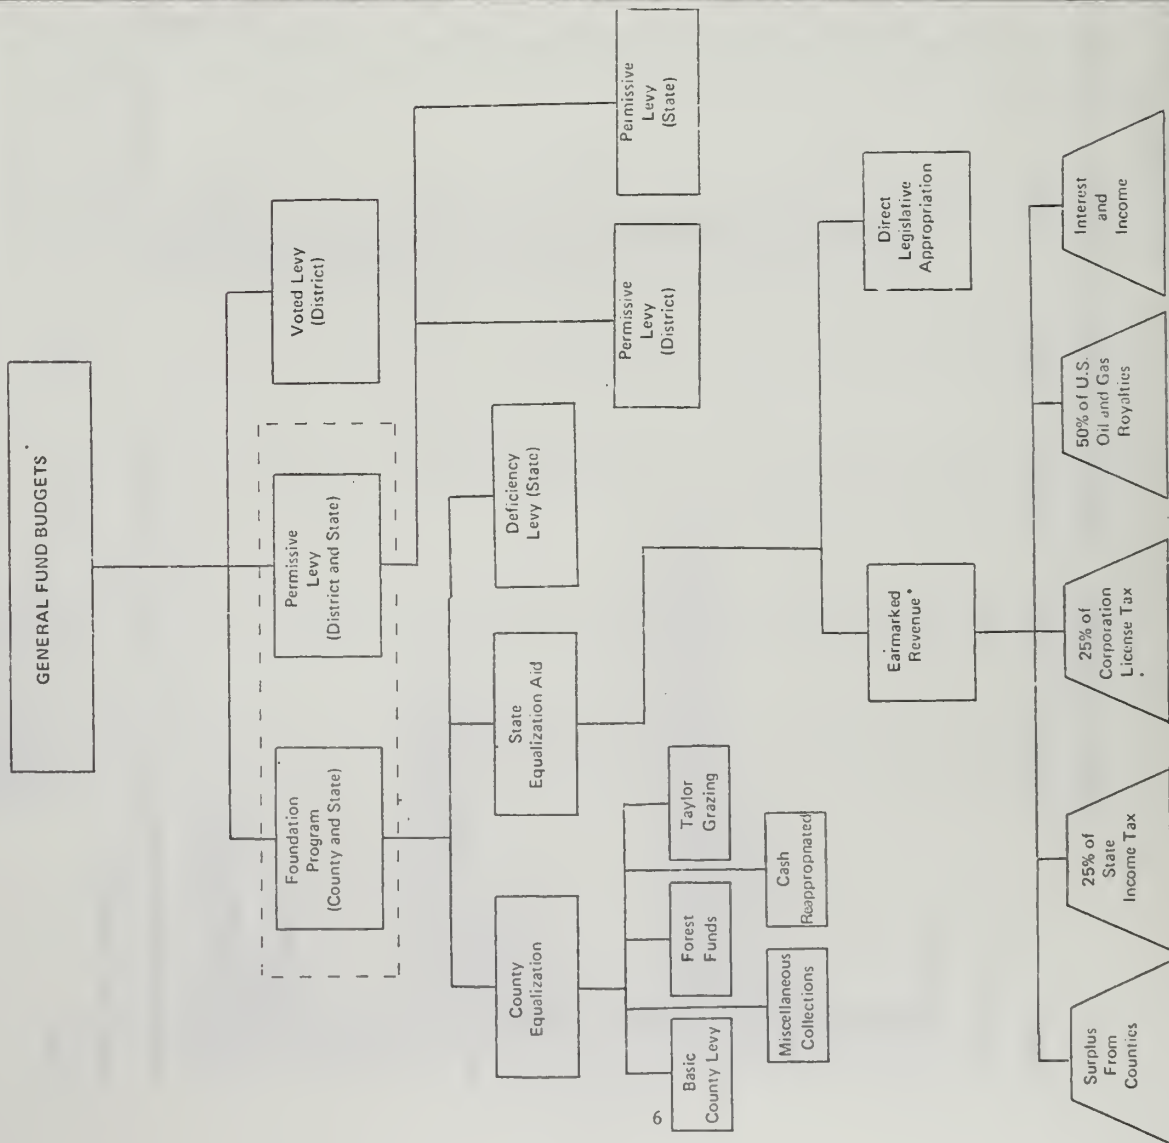 GENERAL FUND BUDGETS*
Foundation
Program
(County and State)
Permissive
Levy
(District and State)
Voted Levy
(District)
County
Equalization
State
Equalization Aid
Deficiency
Levy (State)
Permissive
Levy
(District)
Permissive
Levy
(State)
Basic
County Levy
Forest
Funds
Taylor
Grazing
Miscellaneous
Collections
Cash
Reappropnated
Earmarked
Revenue*
Direct
Legislative
Appropriation
Surplus
From
Counties
25% of
State
Income Tax
25% of
Corporation
License Tax
50% of U.S.
Oil and Gas
Royalties
Interest
and
Income
6